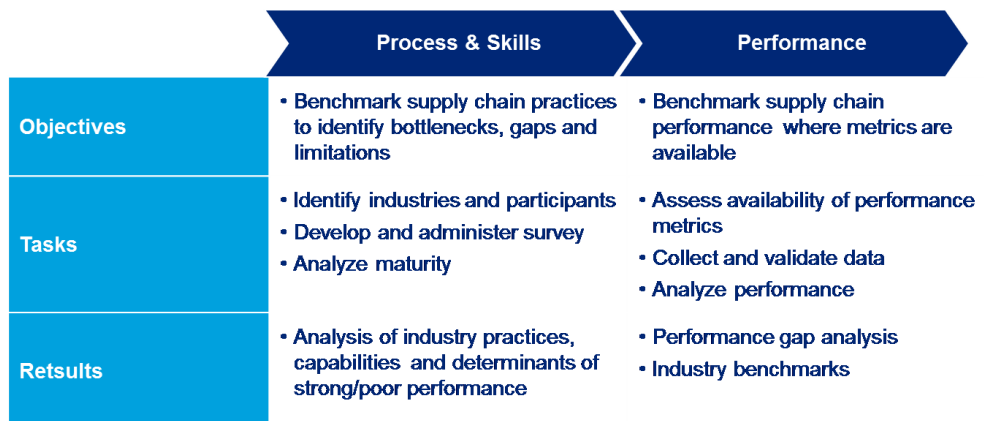 Process & Skills
Performance
Objectives
• Benchmark supply chain practices
to identify bottlenecks, gaps and
limitations
• Benchmark supply chain
performance where metrics are
available
Tasks
• Identify industries and participants
• Develop and administer survey
• Analyze maturity
• Assess availability of performance
metrics
• Collect and validate data
• Analyze performance
Retsults
• Analysis of industry practices,
capabilities and determinants of
strong/poor performance
• Performance gap analysis
• Industry benchmarks